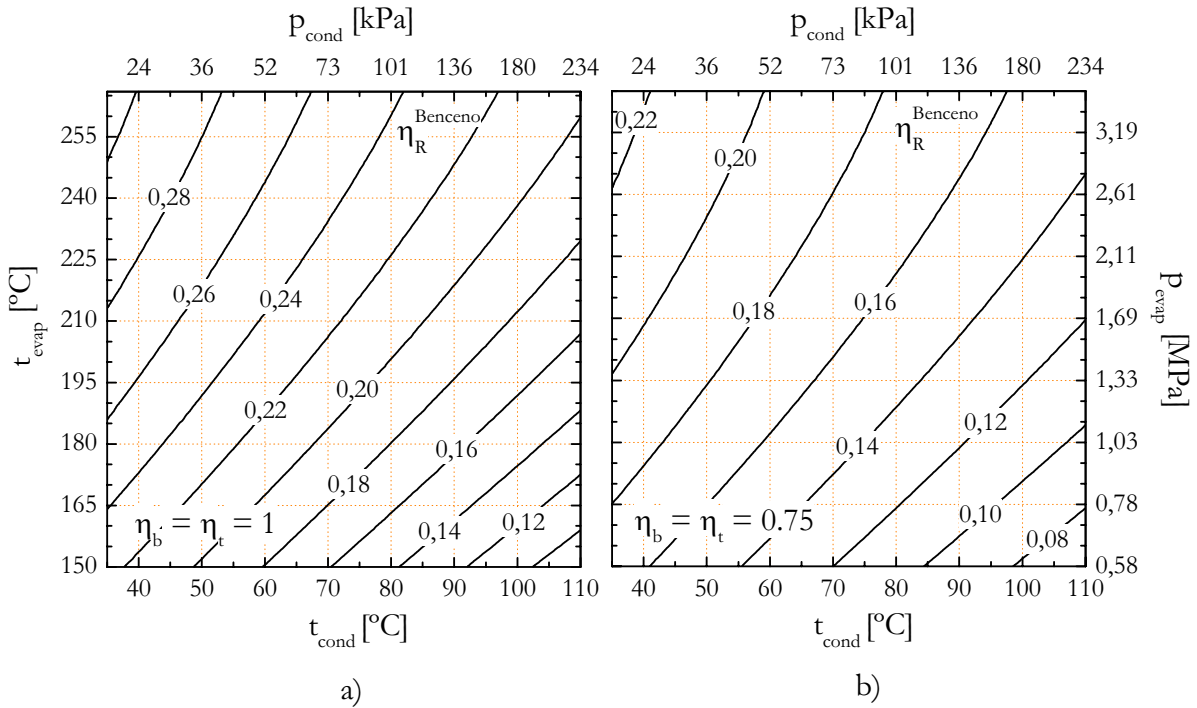 p_cond [kPa]
24 36 52 73 101 136 180 234
t_evap [ºC]
255
240
225
210
195
180
165
150
η_R^Benceno
0,28
0,26
0,24
0,22
0,20
0,18
0,16
0,14
0,12
η_b = η_t = 1
40 50 60 70 80 90 100 110
t_cond [ºC]
a)
p_cond [kPa]
24 36 52 73 101 136 180 234
η_R^Benceno
0,22
0,20
0,18
0,16
0,14
0,12
0,10
0,08
η_b = η_t = 0.75
3,19
2,61
2,11
1,69
1,33
1,03
0,78
0,58
p_evap [MPa]
40 50 60 70 80 90 100 110
t_cond [ºC]
b)